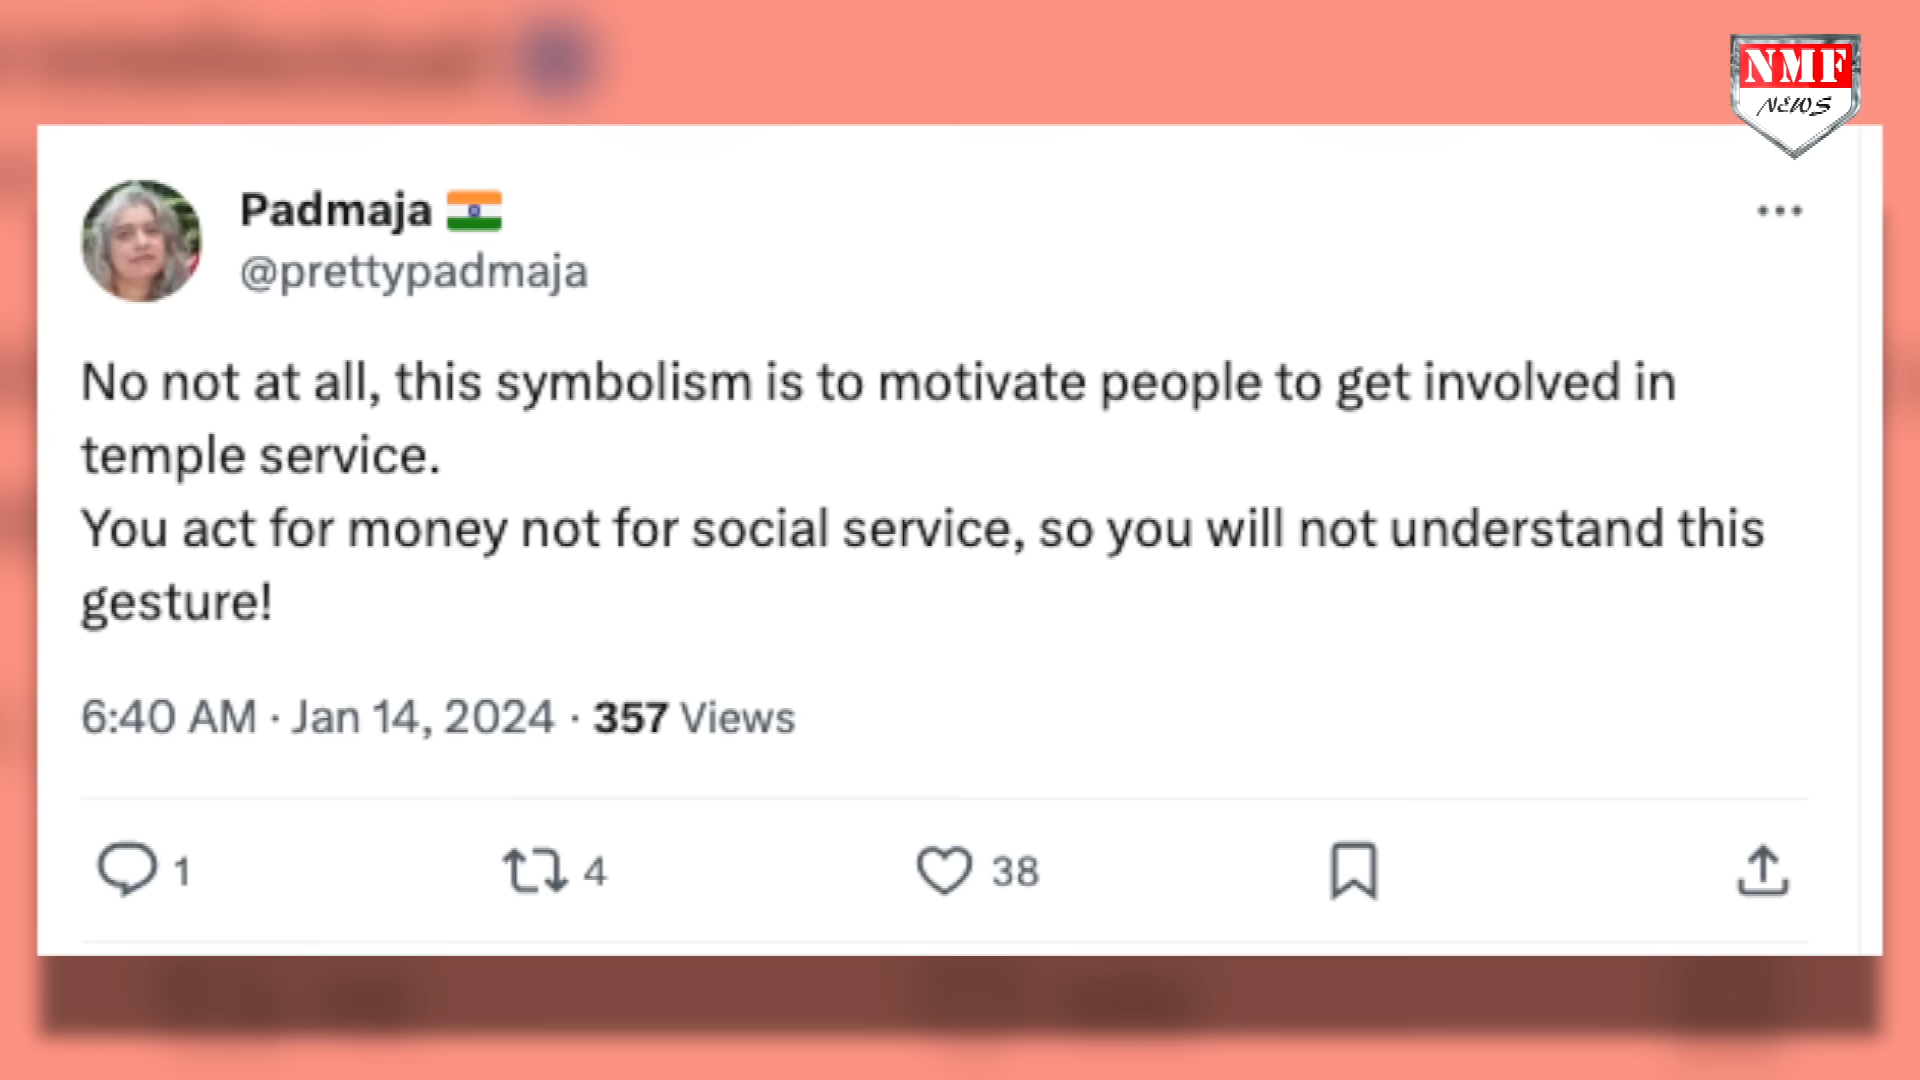 NMF
NEWS
Padmaja 🇮🇳
@prettypadmaja
No not at all, this symbolism is to motivate people to get involved in
temple service.
You act for money not for social service, so you will not understand this
gesture!
6:40 AM · Jan 14, 2024 · 357 Views
1 4 38